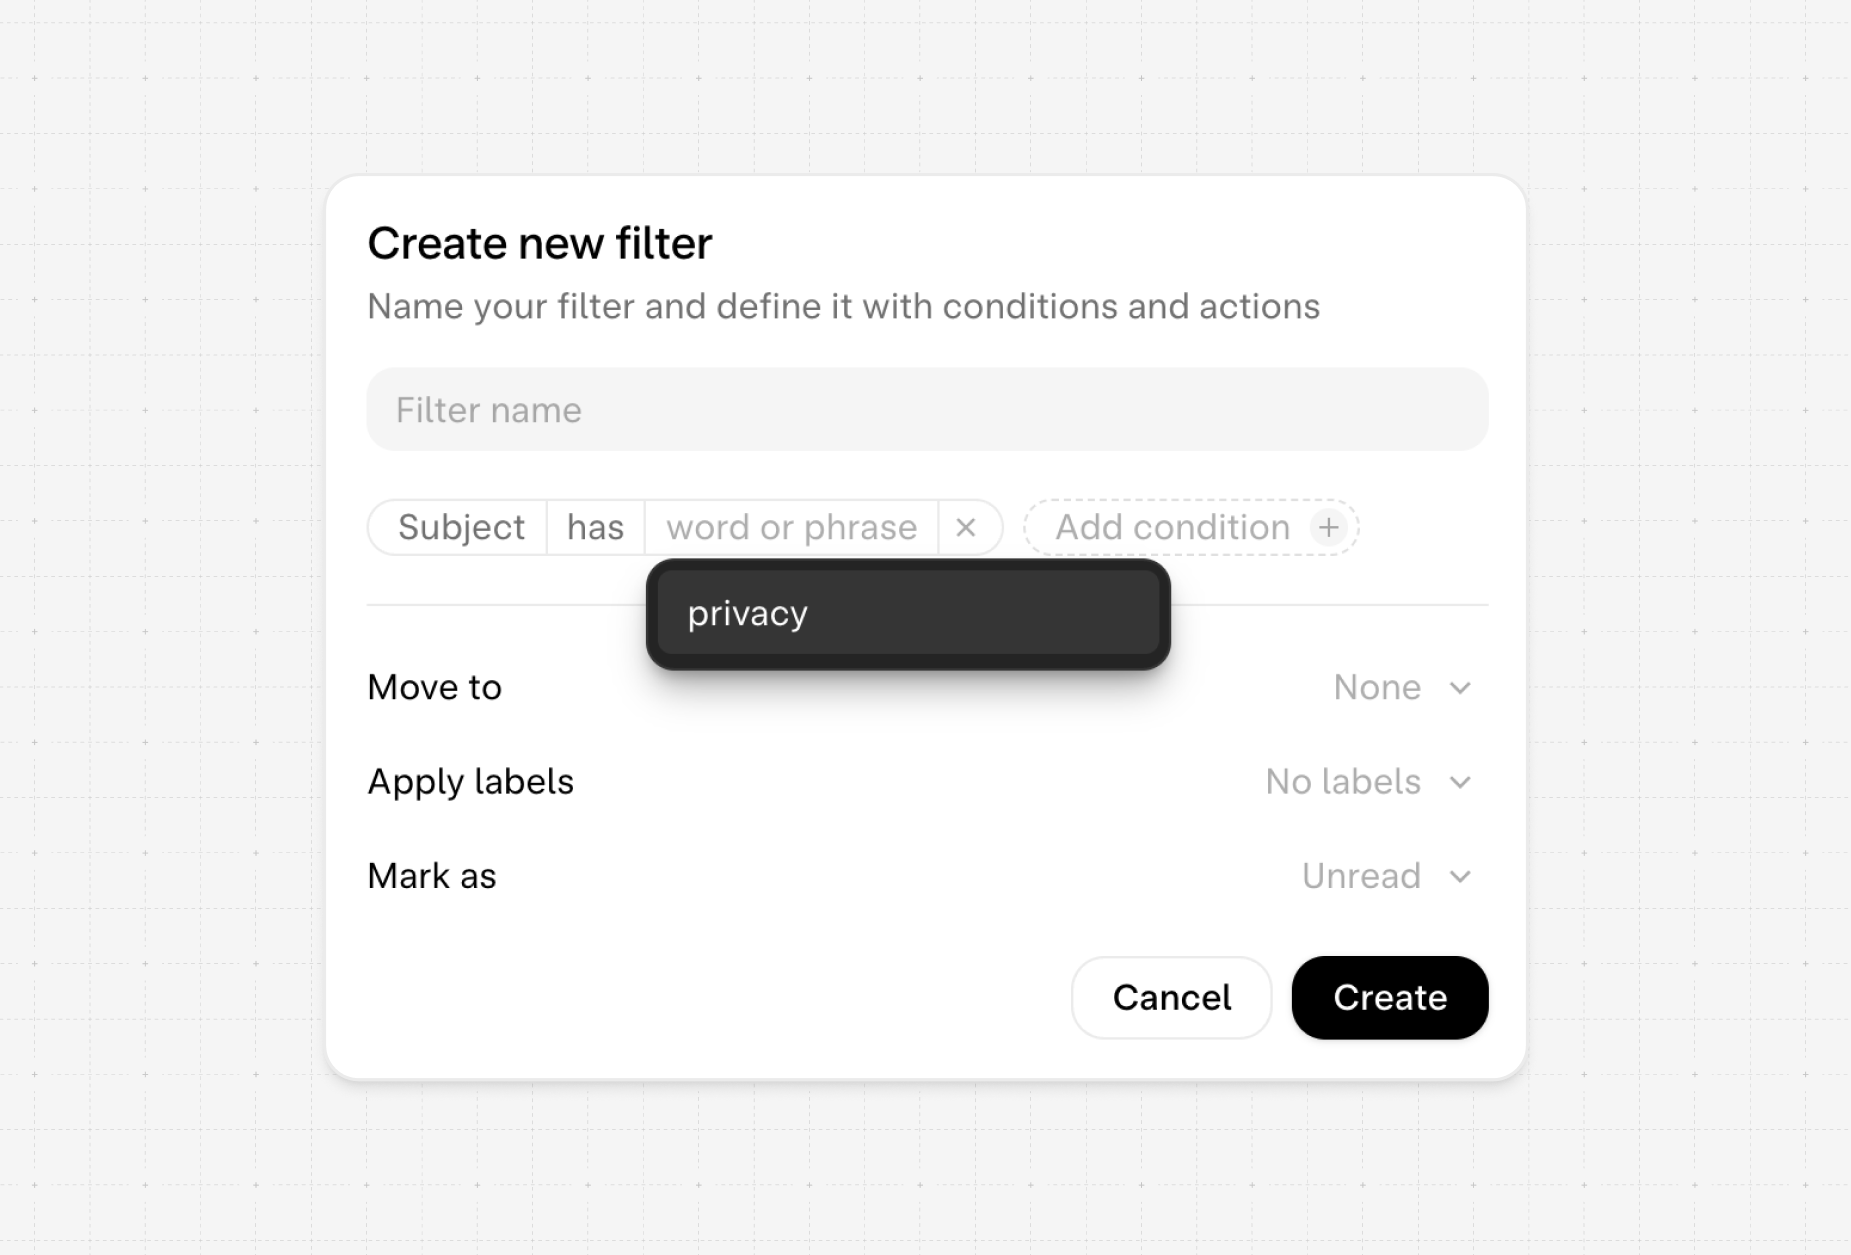 Create new filter
Name your filter and define it with conditions and actions
Filter name
Subject has word or phrase × Add condition +
privacy
Move to None
Apply labels No labels
Mark as Unread
Cancel Create